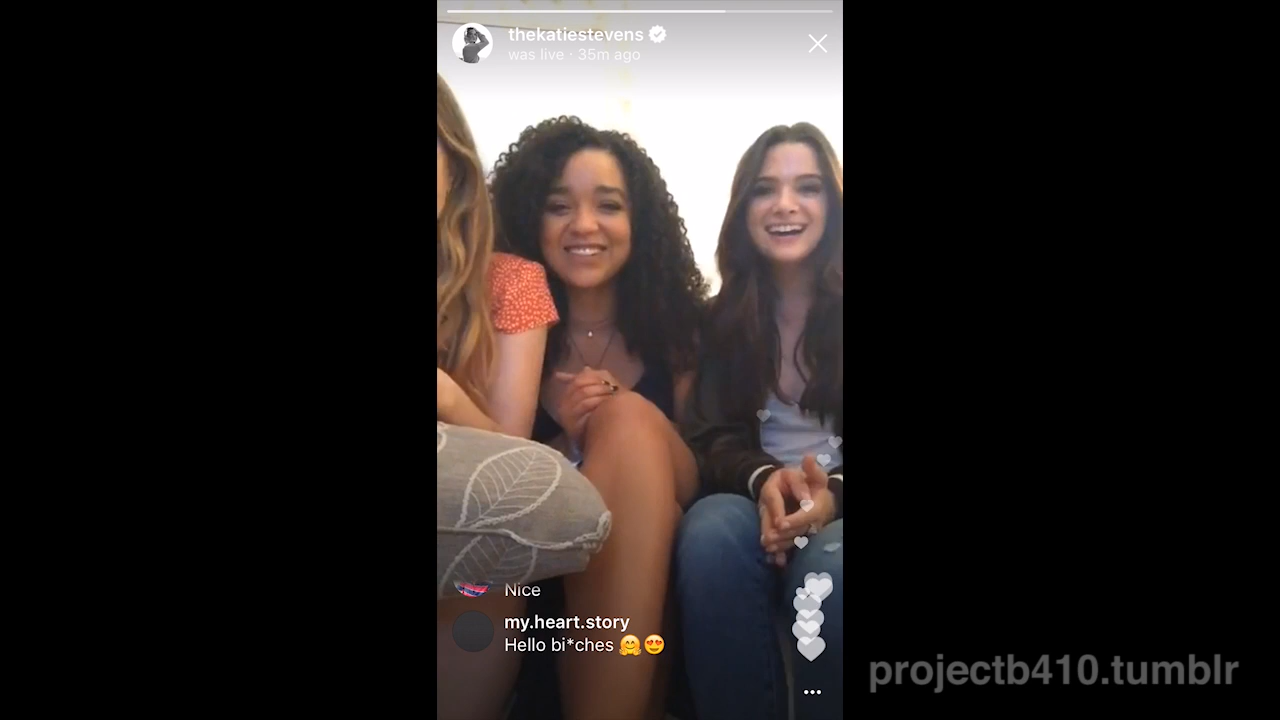 thekatiestevens
was live · 35m ago
Nice
my.heart.story
Hello bi*ches 🤗😍
projectb410.tumblr